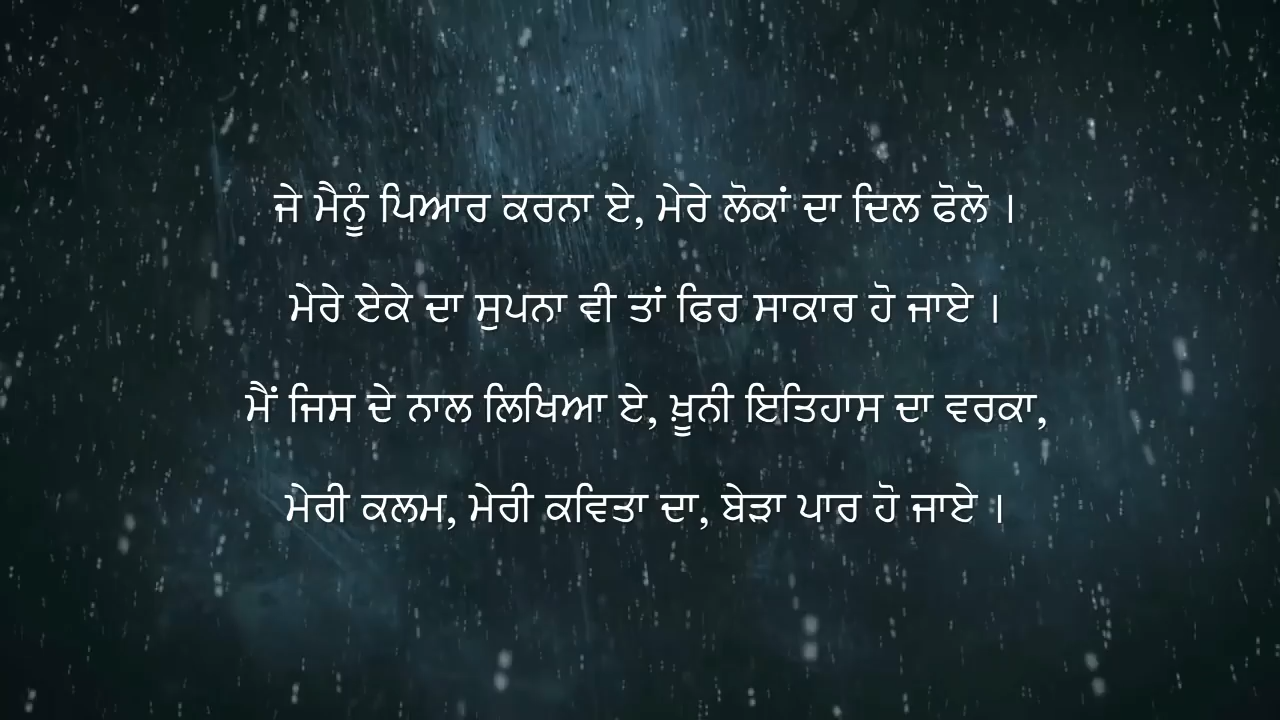 ਜੇ ਮੈਨੂੰ ਪਿਆਰ ਕਰਨਾ ਏ, ਮੇਰੇ ਲੋਕਾਂ ਦਾ ਦਿਲ ਫੋਲੋ ।
ਮੇਰੇ ਏਕੇ ਦਾ ਸੁਪਨਾ ਵੀ ਤਾਂ ਫਿਰ ਸਾਕਾਰ ਹੋ ਜਾਏ ।
ਮੈਂ ਜਿਸ ਦੇ ਨਾਲ ਲਿਖਿਆ ਏ, ਖ਼ੂਨੀ ਇਤਿਹਾਸ ਦਾ ਵਰਕਾ,
ਮੇਰੀ ਕਲਮ, ਮੇਰੀ ਕਵਿਤਾ ਦਾ, ਬੇੜਾ ਪਾਰ ਹੋ ਜਾਏ ।